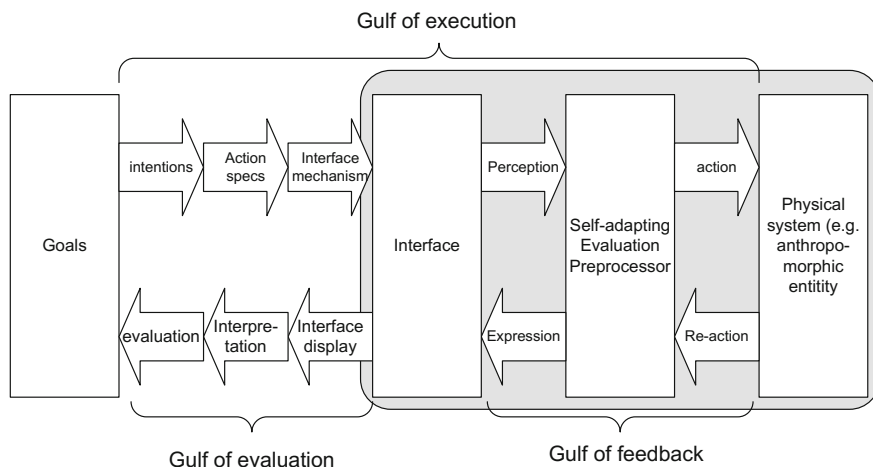 Gulf of execution
intentions
Action
specs
Interface
mechanism
Perception
action
Goals
Interface
Self-adapting
Evaluation
Preprocessor
Physical
system (e.g.
anthropo-
morphic
entitity
evaluation
Interpre-
tation
Interface
display
Expression
Re-action
Gulf of evaluation
Gulf of feedback